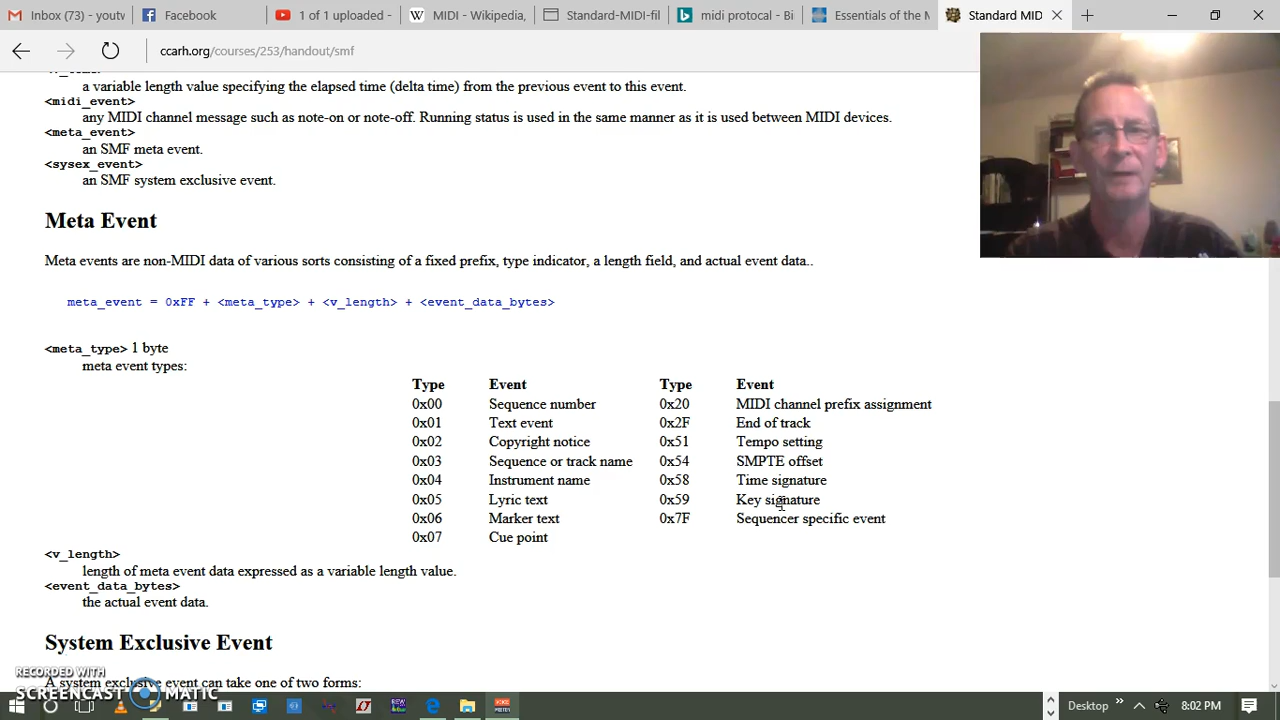 Inbox (73) - youtv
Facebook
1 of 1 uploaded -
MIDI - Wikipedia,
Standard-MIDI-fil
midi protocal - Bi
Essentials of the M
Standard MID
ccarh.org/courses/253/handout/smf
a variable length value specifying the elapsed time (delta time) from the previous event to this event.
<midi_event>
any MIDI channel message such as note-on or note-off. Running status is used in the same manner as it is used between MIDI devices.
<meta_event>
an SMF meta event.
<sysex_event>
an SMF system exclusive event.
Meta Event
Meta events are non-MIDI data of various sorts consisting of a fixed prefix, type indicator, a length field, and actual event data..
meta_event = 0xFF + <meta_type> + <v_length> + <event_data_bytes>
<meta_type> 1 byte
meta event types:
Type Event Type Event
0x00 Sequence number 0x20 MIDI channel prefix assignment
0x01 Text event 0x2F End of track
0x02 Copyright notice 0x51 Tempo setting
0x03 Sequence or track name 0x54 SMPTE offset
0x04 Instrument name 0x58 Time signature
0x05 Lyric text 0x59 Key signature
0x06 Marker text 0x7F Sequencer specific event
0x07 Cue point
<v_length>
length of meta event data expressed as a variable length value.
<event_data_bytes>
the actual event data.
System Exclusive Event
A system exclusive event can take one of two forms:
RECORDED WITH
SCREENCAST MATIC
Desktop
8:02 PM